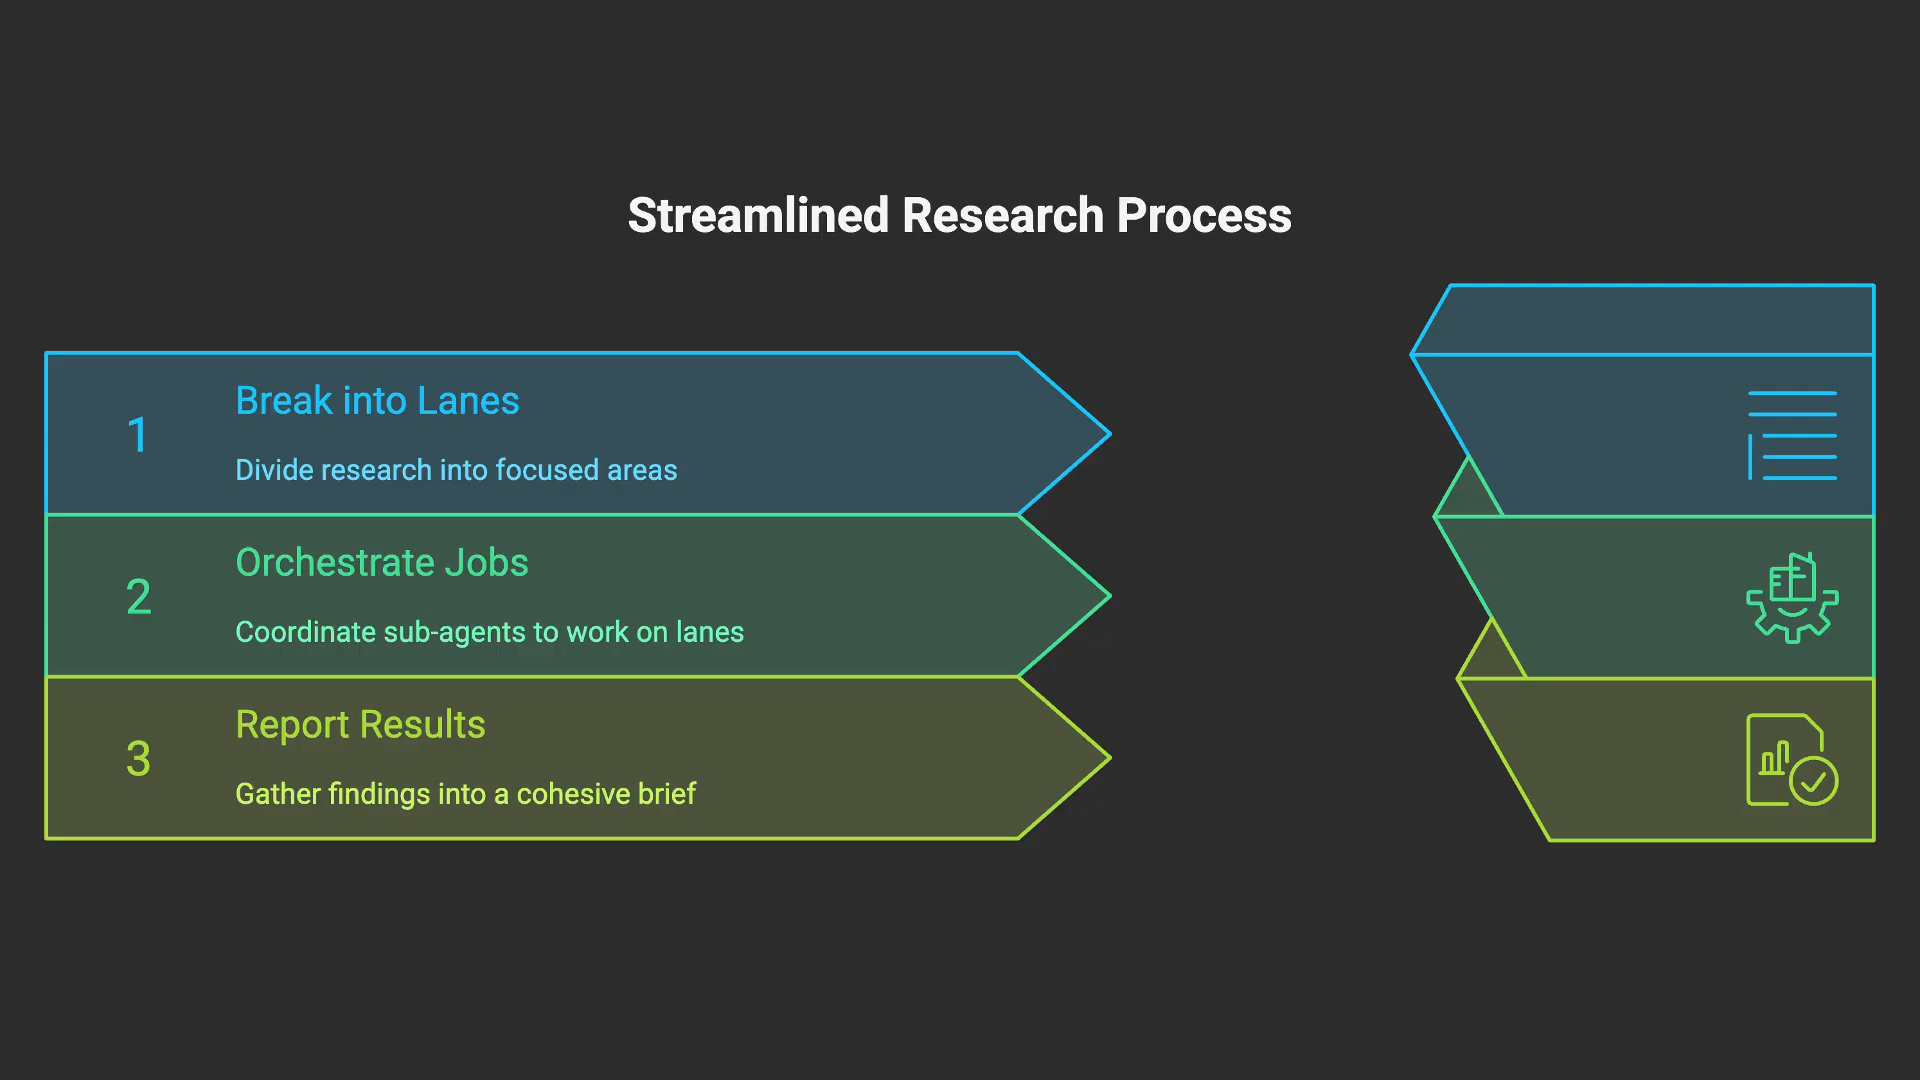 Streamlined Research Process
1
Break into Lanes
Divide research into focused areas
2
Orchestrate Jobs
Coordinate sub-agents to work on lanes
3
Report Results
Gather findings into a cohesive brief